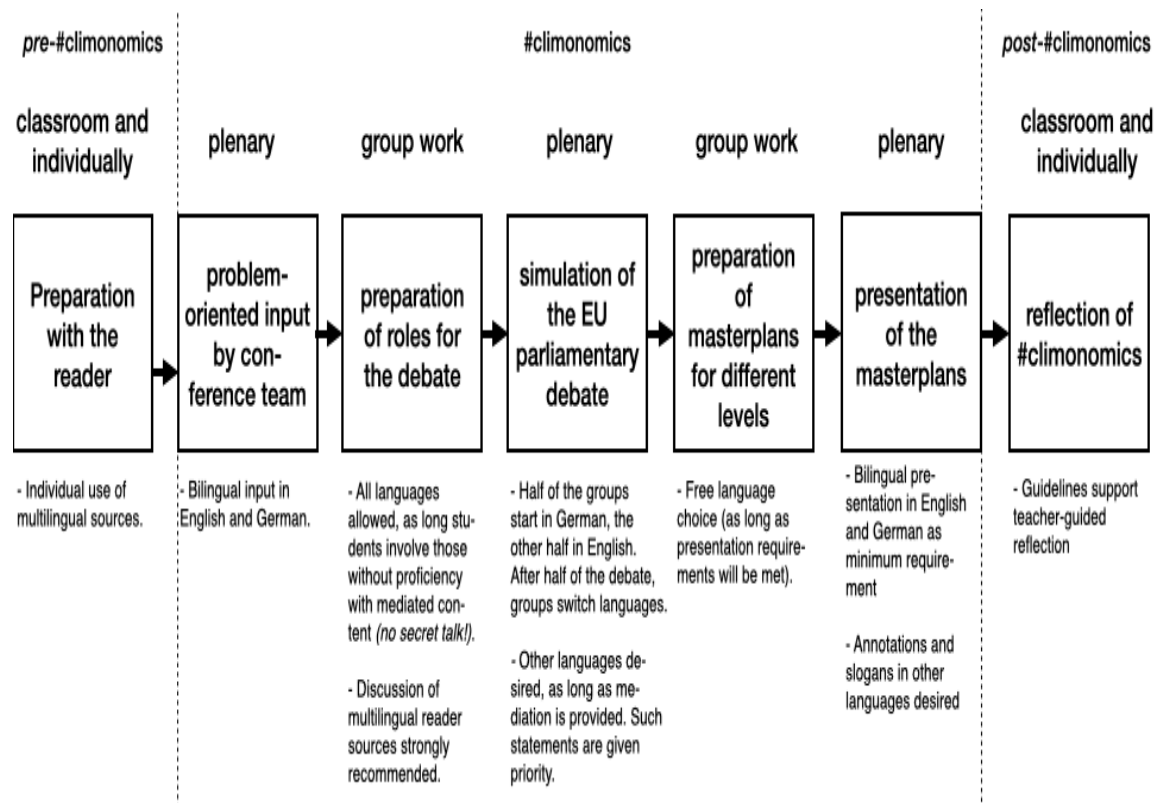 pre-#climonomics
#climonomics
post-#climonomics
classroom and
individually
plenary
group work
plenary
group work
plenary
classroom and
individually
Preparation
with the
reader
problem-
oriented input
by con-
ference team
preparation
of roles for
the debate
simulation of
the EU
parliamentary
debate
preparation
of
masterplans
for different
levels
presentation
of the
masterplans
reflection of
#climonomics
- Individual use of
multilingual sources.
- Bilingual input in
English and German.
- All languages
allowed, as long stu-
dents involve those
without proficiency
with mediated con-
tent (no secret talk!).
- Discussion of
multilingual reader
sources strongly
recommended.
- Half of the groups
start in German, the
other half in English.
After half of the debate,
groups switch languages.
- Other languages de-
sired, as long as me-
diation is provided. Such
statements are given
priority.
- Free language
choice (as long as
presentation require-
ments will be met).
- Bilingual pre-
sentation in English
and German as
minimum require-
ment
- Annotations and
slogans in other
languages desired
- Guidelines support
teacher-guided
reflection